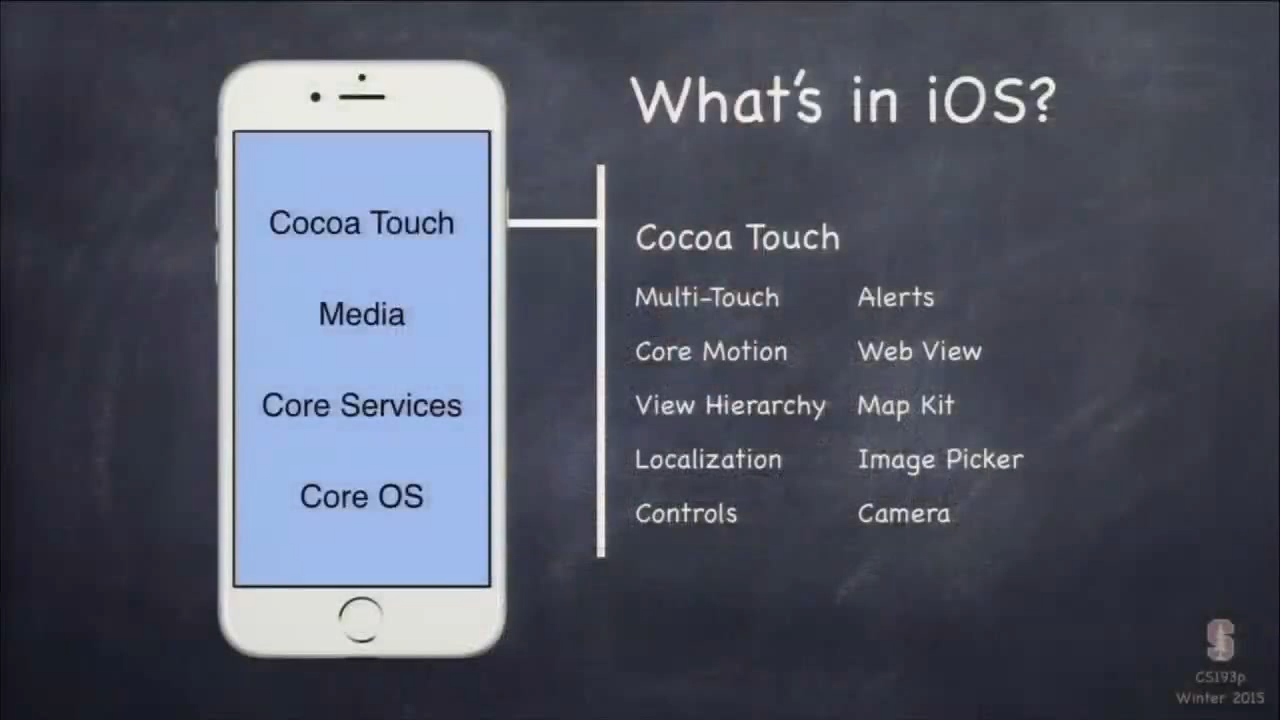 What's in iOS?
Cocoa Touch
Media
Core Services
Core OS
Cocoa Touch
Multi-Touch
Core Motion
View Hierarchy
Localization
Controls
Alerts
Web View
Map Kit
Image Picker
Camera
S
CS193p
Winter 2015